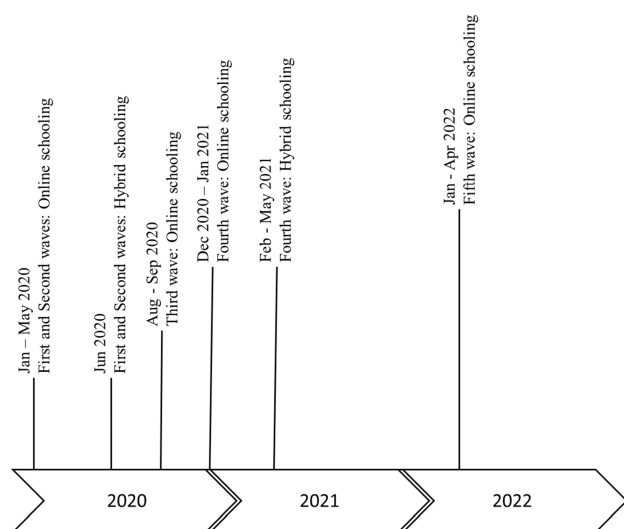 Jan – May 2020
First and Second waves: Online schooling
Jun 2020
First and Second waves: Hybrid schooling
Aug - Sep 2020
Third wave: Online schooling
Dec 2020 – Jan 2021
Fourth wave: Online schooling
Feb - May 2021
Fourth wave: Hybrid schooling
Jan - Apr 2022
Fifth wave: Online schooling
2020
2021
2022